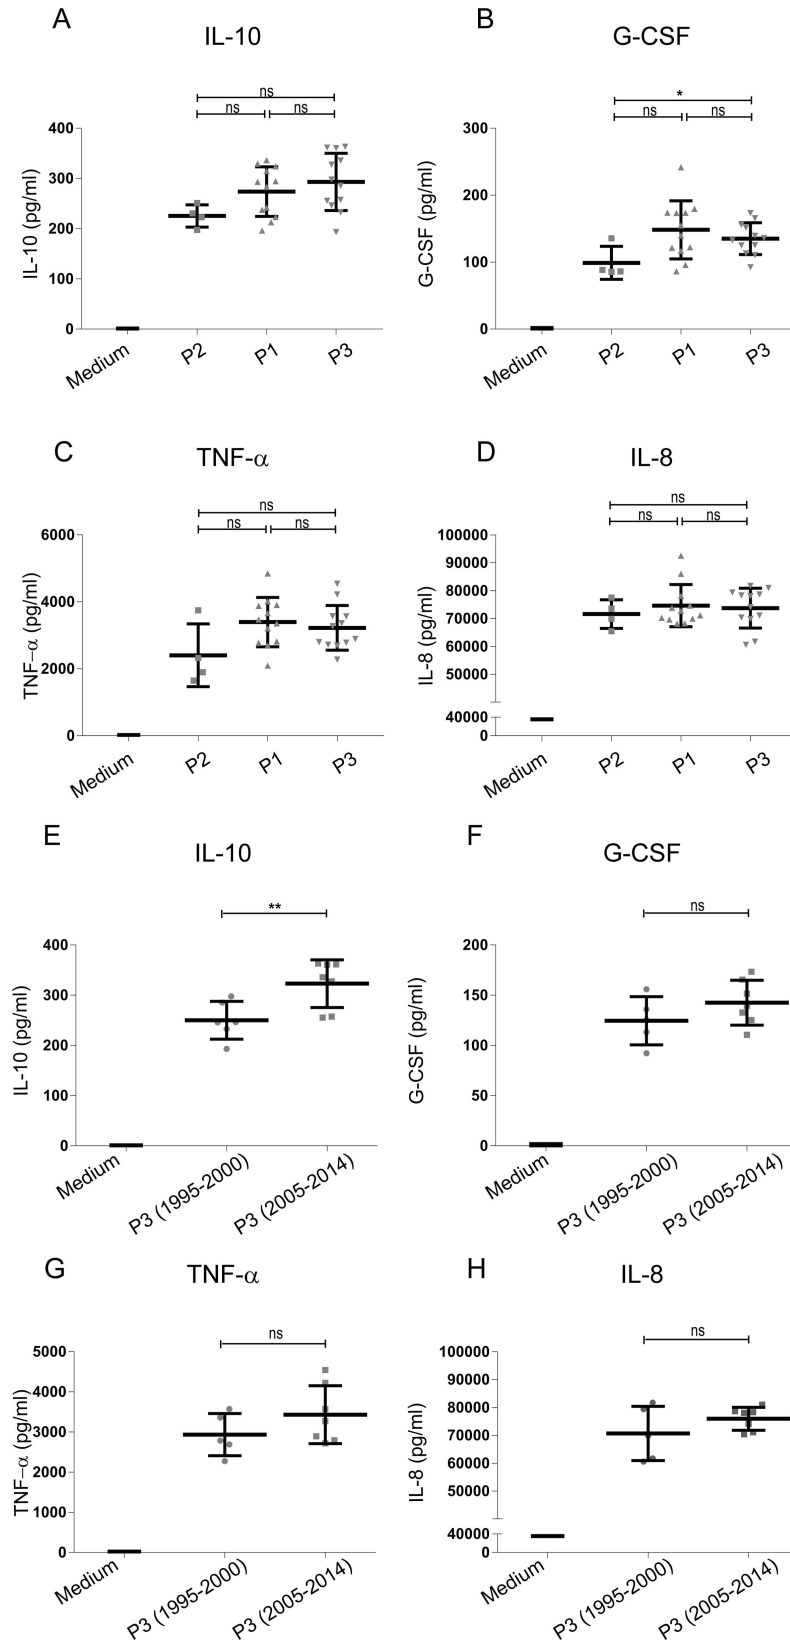 A
IL-10
ns
ns ns
IL-10 (pg/ml)
400
300
200
100
0
Medium P2 P1 P3
B
G-CSF
*
ns ns
G-CSF (pg/ml)
300
200
100
0
Medium P2 P1 P3
C
TNF-α
ns
ns ns
TNF−α (pg/ml)
6000
4000
2000
0
Medium P2 P1 P3
D
IL-8
ns
ns ns
IL-8 (pg/ml)
100000
90000
80000
70000
60000
50000
40000
0
Medium P2 P1 P3
E
IL-10
**
IL-10 (pg/ml)
400
300
200
100
0
Medium P3 (1995-2000) P3 (2005-2014)
F
G-CSF
ns
G-CSF (pg/ml)
200
150
100
50
0
Medium P3 (1995-2000) P3 (2005-2014)
G
TNF-α
ns
TNF−α (pg/ml)
5000
4000
3000
2000
1000
0
Medium P3 (1995-2000) P3 (2005-2014)
H
IL-8
ns
IL-8 (pg/ml)
100000
90000
80000
70000
60000
50000
40000
0
Medium P3 (1995-2000) P3 (2005-2014)